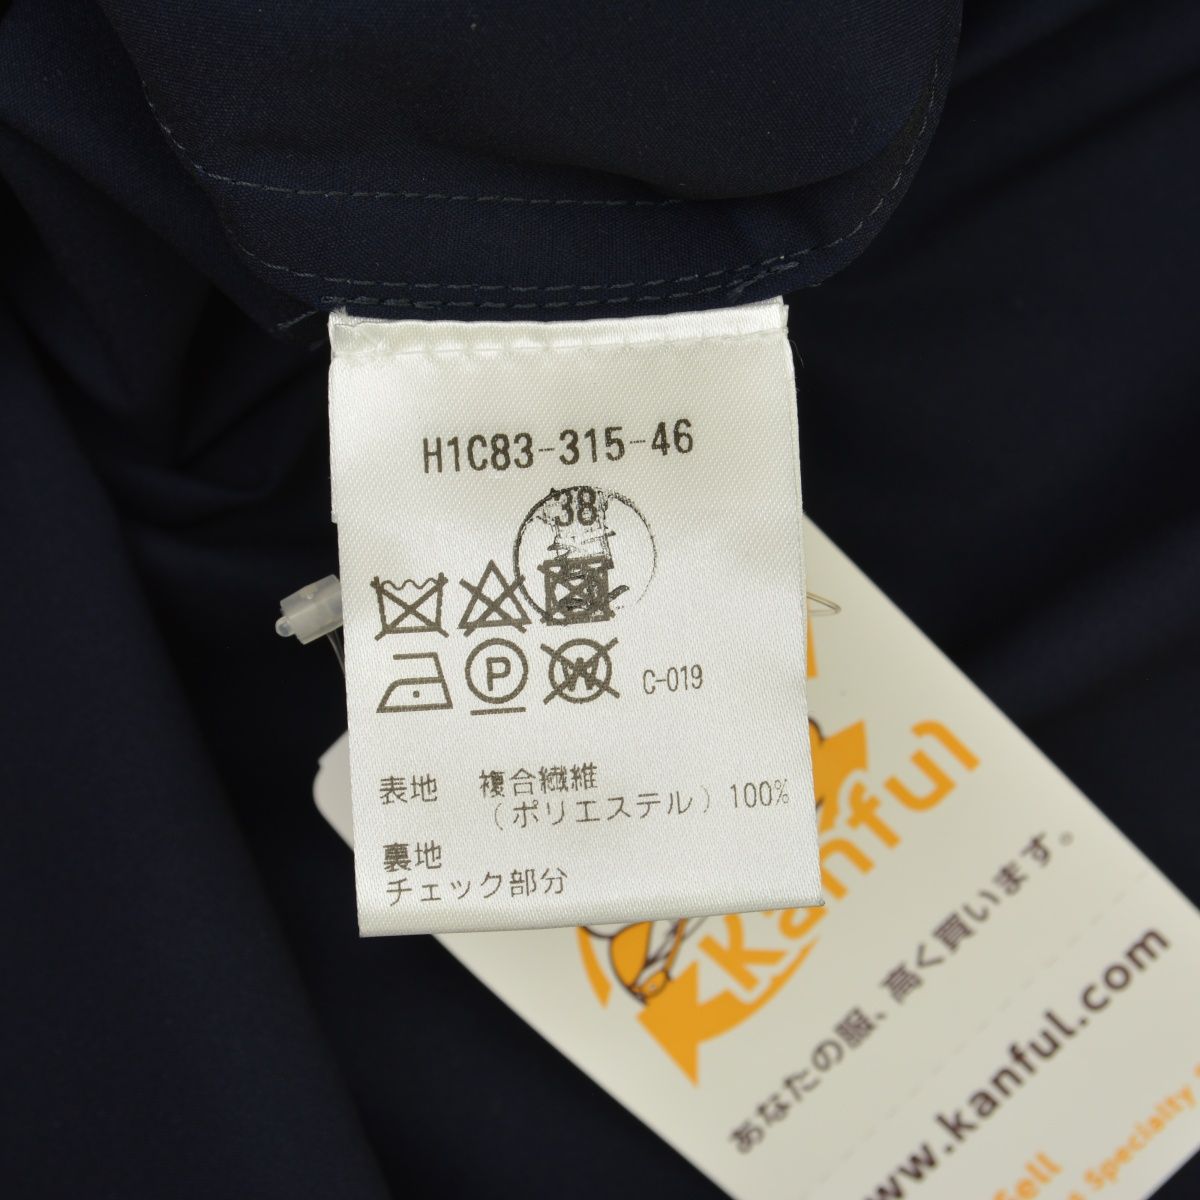 H1C83-315-46
38
P W C-019
表地 複合繊維
(ポリエステル) 100%
裏地
チェック部分
kanful
あなたの服、高く買います。
www.kanful.com
Sell
Specialty